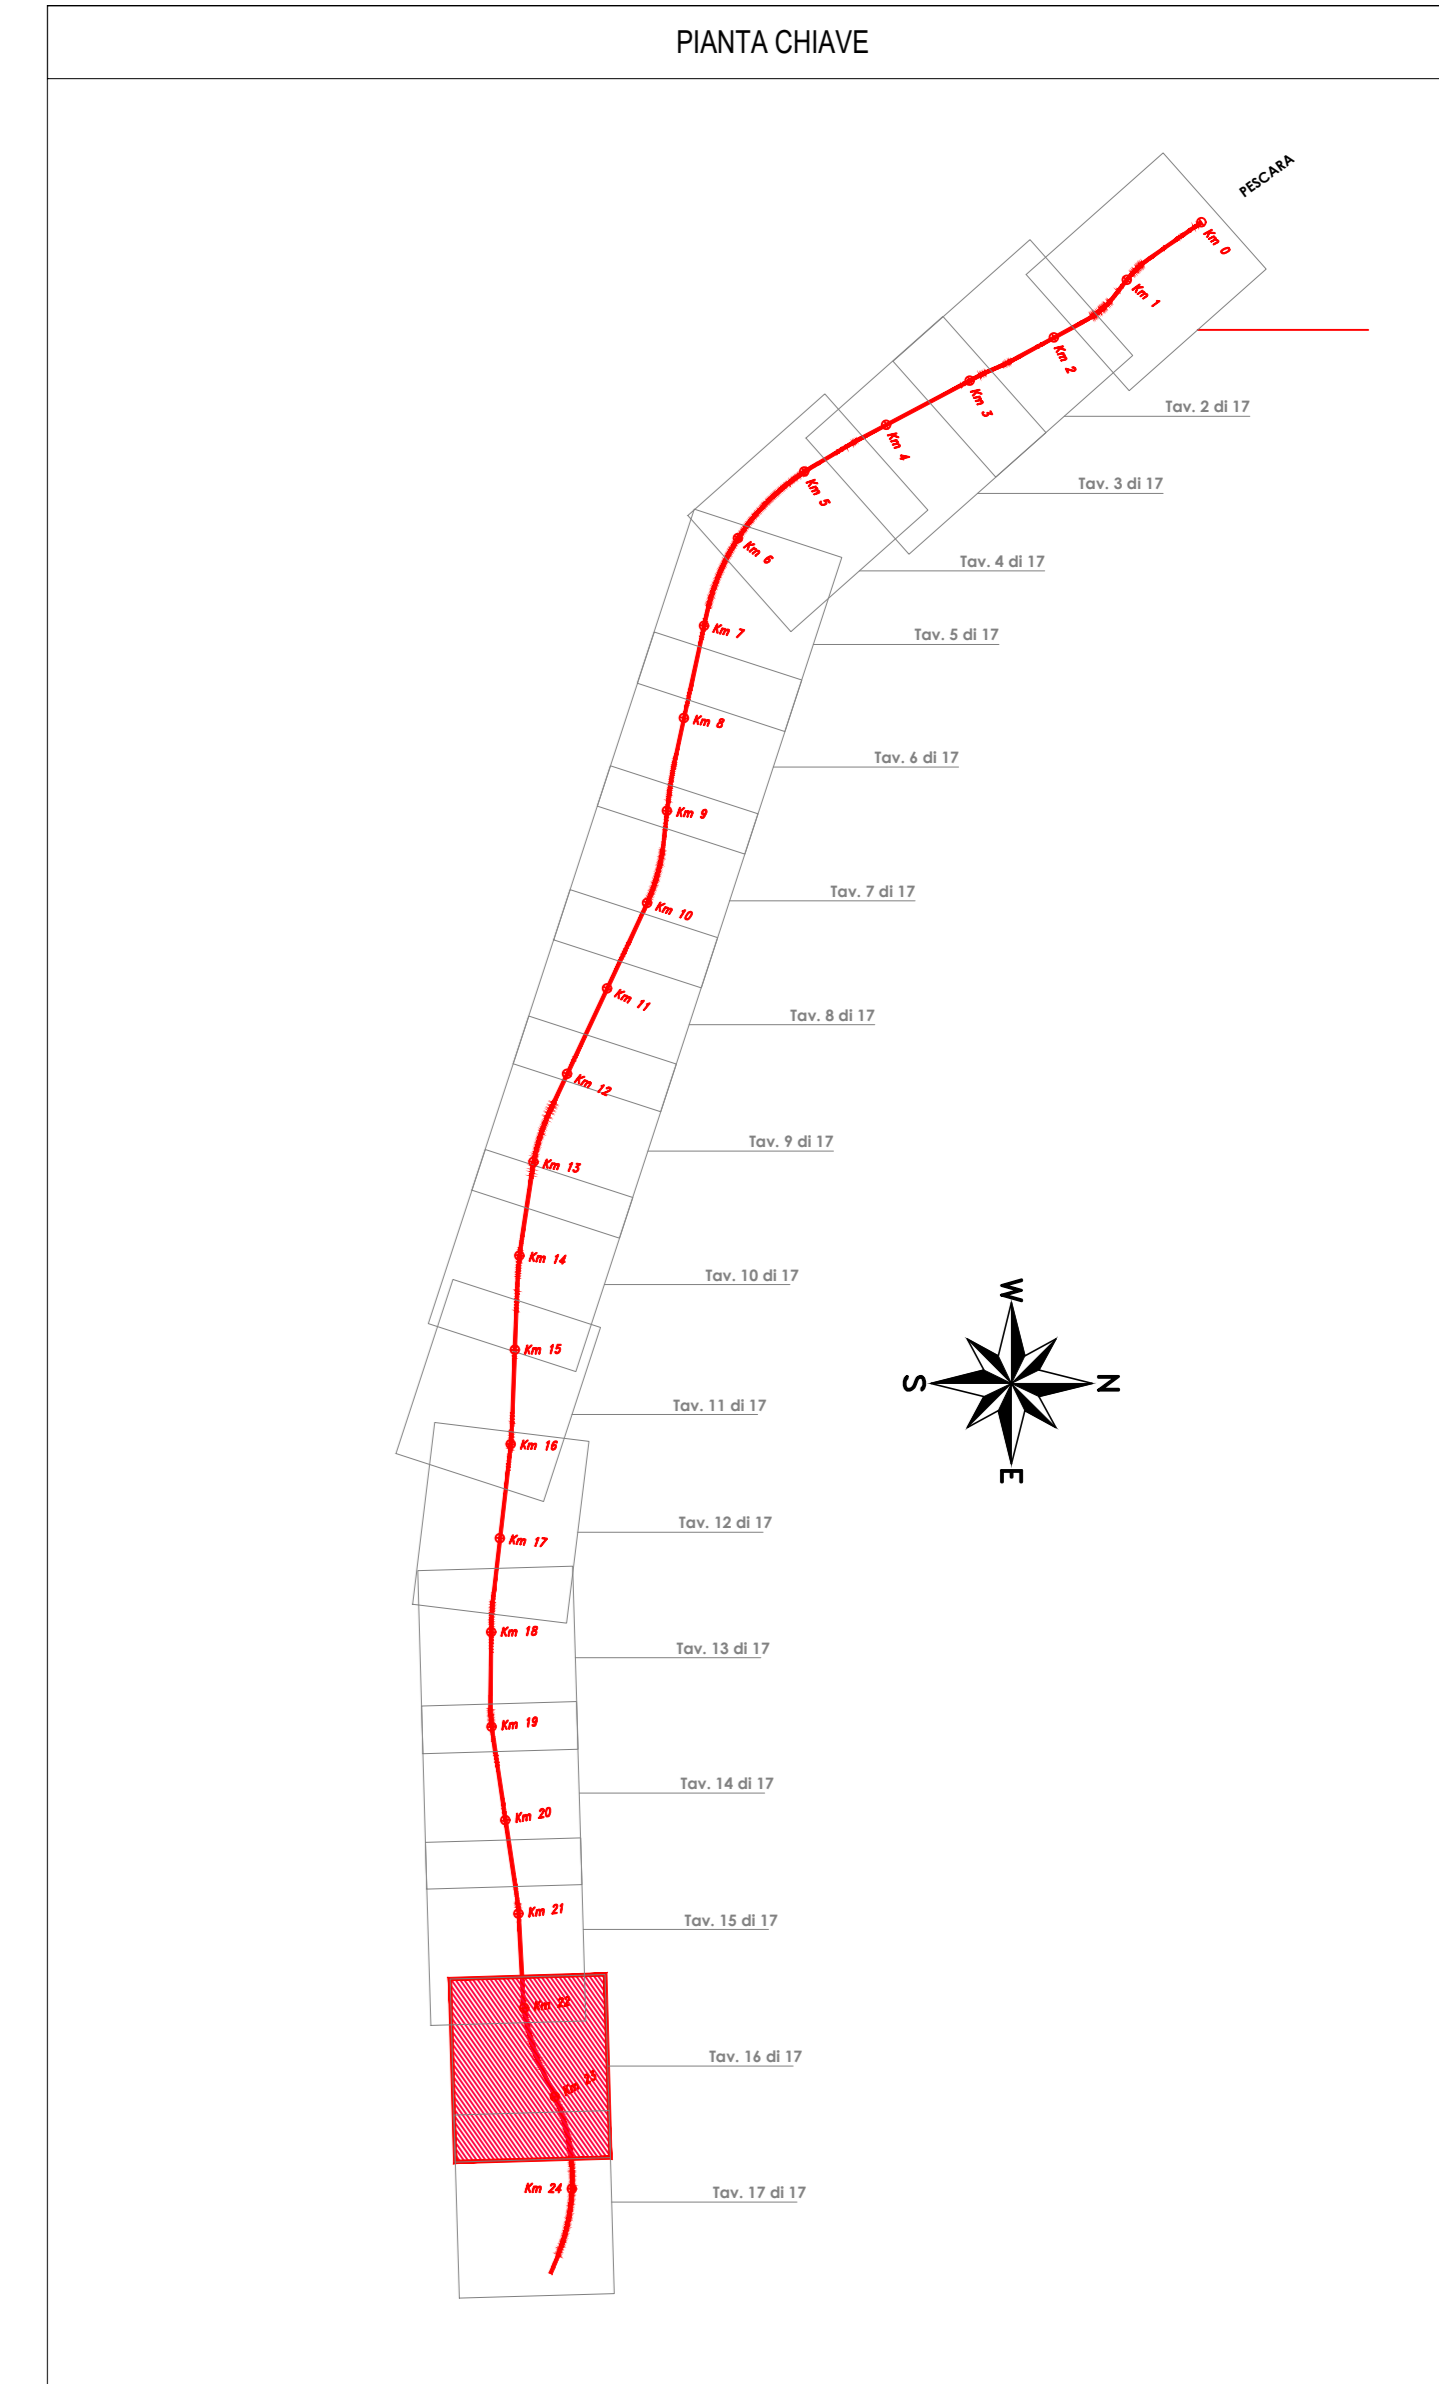 PIANTA CHIAVE
PESCARA
Km 0
Km 1
Km 2
Tav. 2 di 17
Km 3
Km 4
Tav. 3 di 17
Km 5
Km 6
Tav. 4 di 17
Km 7
Tav. 5 di 17
Km 8
Tav. 6 di 17
Km 9
Tav. 7 di 17
Km 10
Km 11
Tav. 8 di 17
Km 12
Tav. 9 di 17
Km 13
Km 14
Tav. 10 di 17
W
Km 15
S
N
Tav. 11 di 17
Km 16
E
Tav. 12 di 17
Km 17
Km 18
Tav. 13 di 17
Km 19
Tav. 14 di 17
Km 20
Km 21
Tav. 15 di 17
Km 22
Tav. 16 di 17
Km 23
Km 24
Tav. 17 di 17